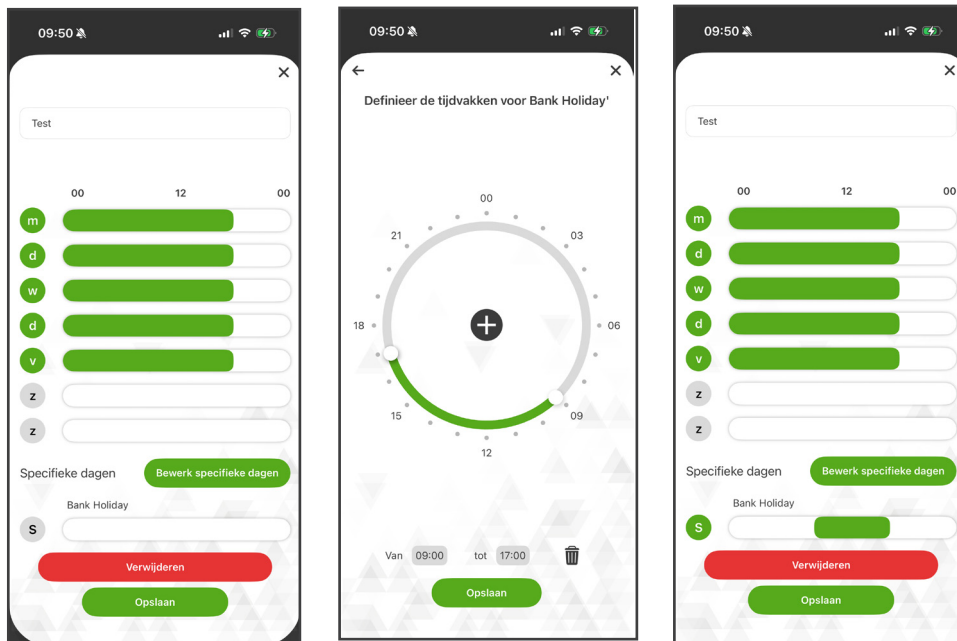 09:50
Test
00 12 00
m
d
w
d
v
z
z
Specifieke dagen Bewerk specifieke dagen
Bank Holiday
S
Verwijderen
Opslaan
09:50
Definieer de tijdvakken voor Bank Holiday'
00
21 03
18 06
15 09
12
Van 09:00 tot 17:00
Opslaan
09:50
Test
00 12 00
m
d
w
d
v
z
z
Specifieke dagen Bewerk specifieke dagen
Bank Holiday
S
Verwijderen
Opslaan